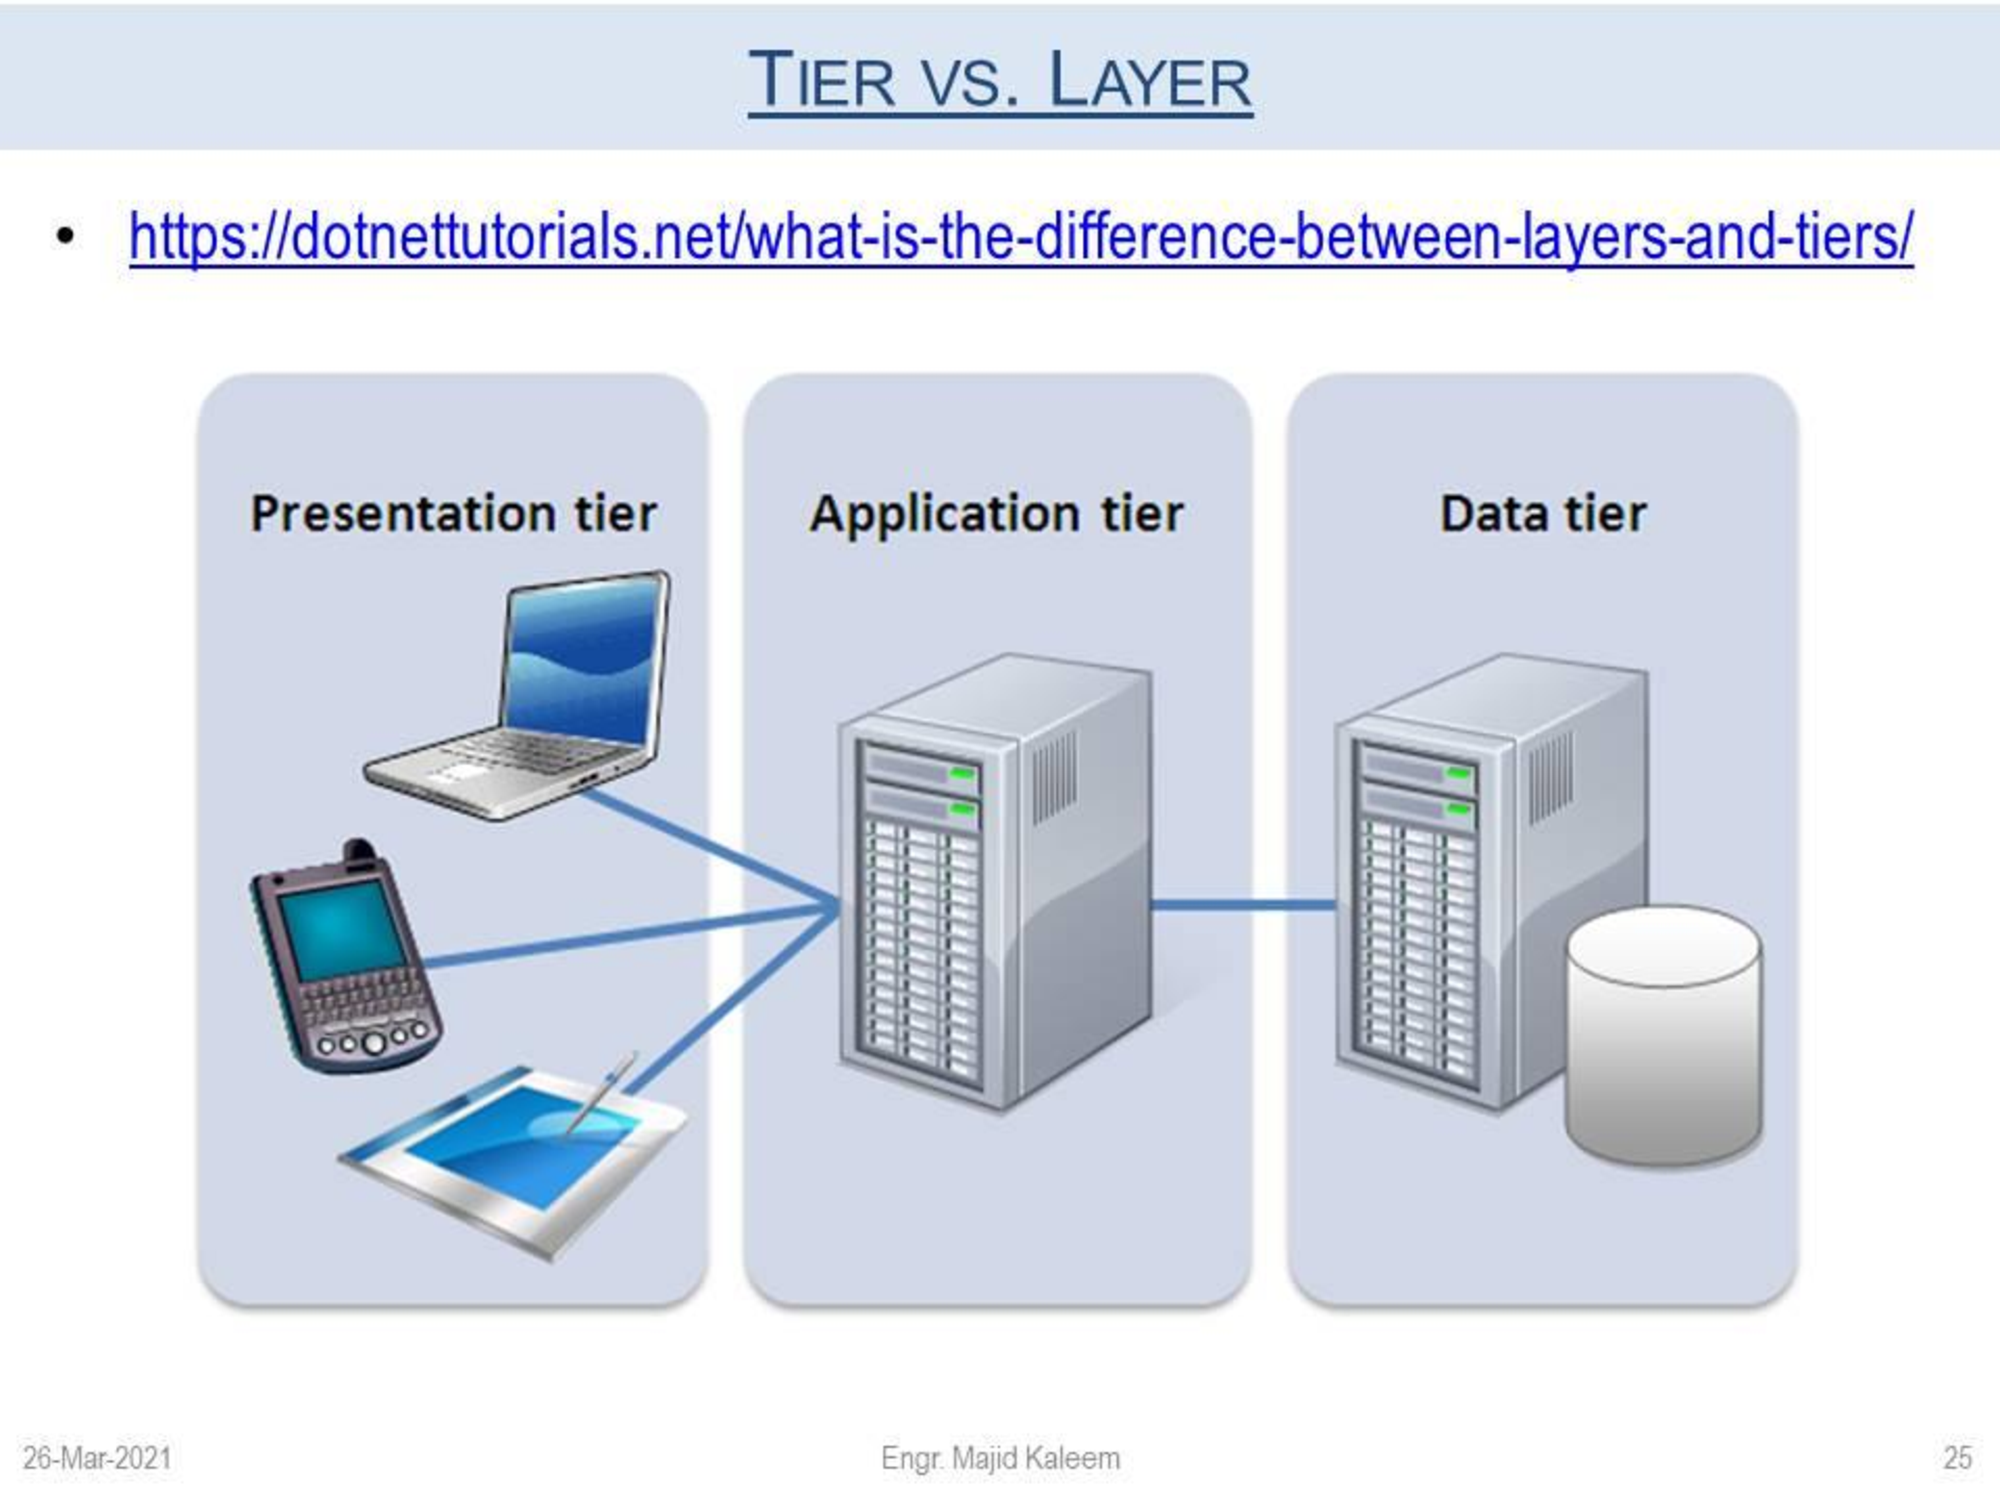 TIER VS. LAYER
• https://dotnettutorials.net/what-is-the-difference-between-layers-and-tiers/
Presentation tier
Application tier
Data tier
26-Mar-2021
Engr. Majid Kaleem
25